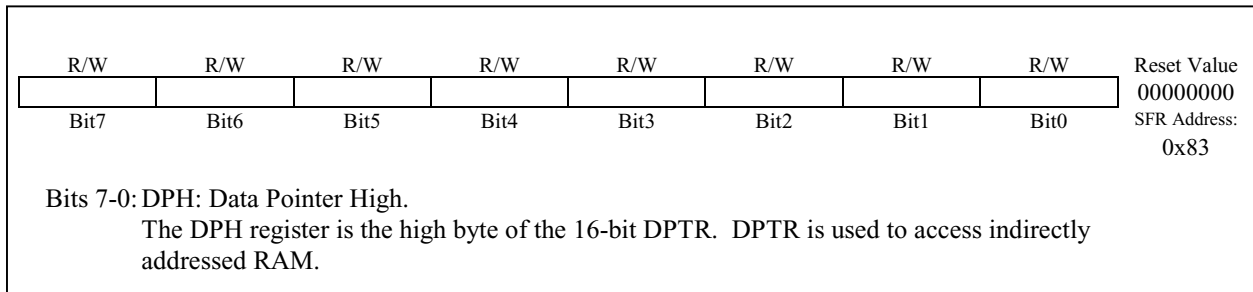 R/W R/W R/W R/W R/W R/W R/W R/W Reset Value
00000000
Bit7 Bit6 Bit5 Bit4 Bit3 Bit2 Bit1 Bit0 SFR Address:
0x83
Bits 7-0: DPH: Data Pointer High.
The DPH register is the high byte of the 16-bit DPTR. DPTR is used to access indirectly
addressed RAM.